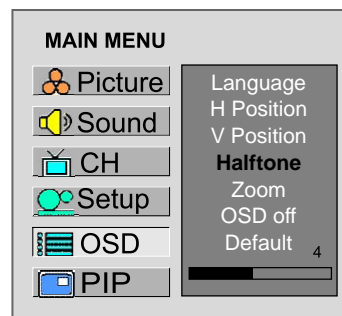 MAIN MENU
Picture
Sound
CH
Setup
OSD
PIP
Language
H Position
V Position
Halftone
Zoom
OSD off
Default
4